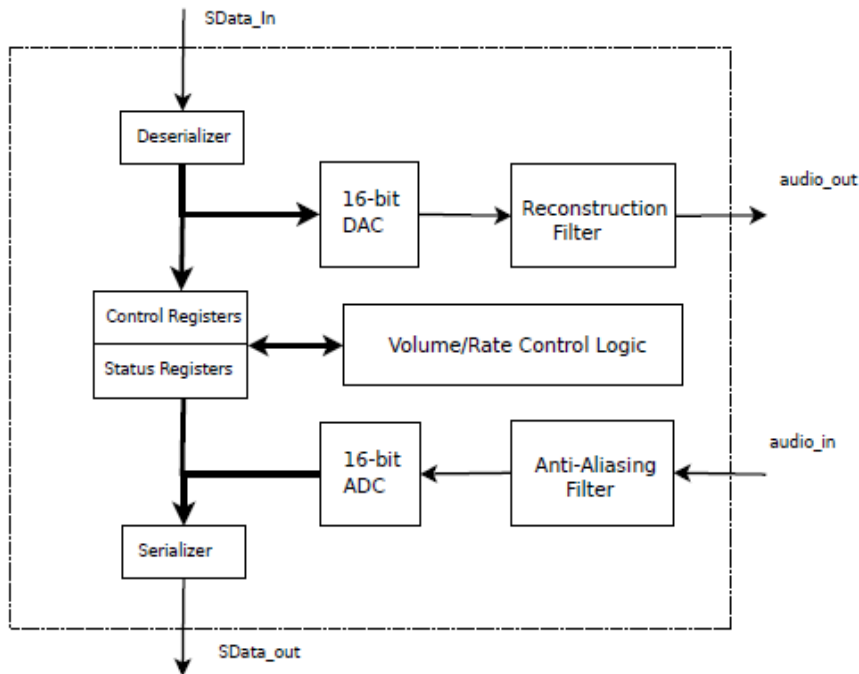 SData_In
Deserializer
16-bit
DAC
Reconstruction
Filter
audio_out
Control Registers
Status Registers
Volume/Rate Control Logic
16-bit
ADC
Anti-Aliasing
Filter
audio_in
Serializer
SData_out